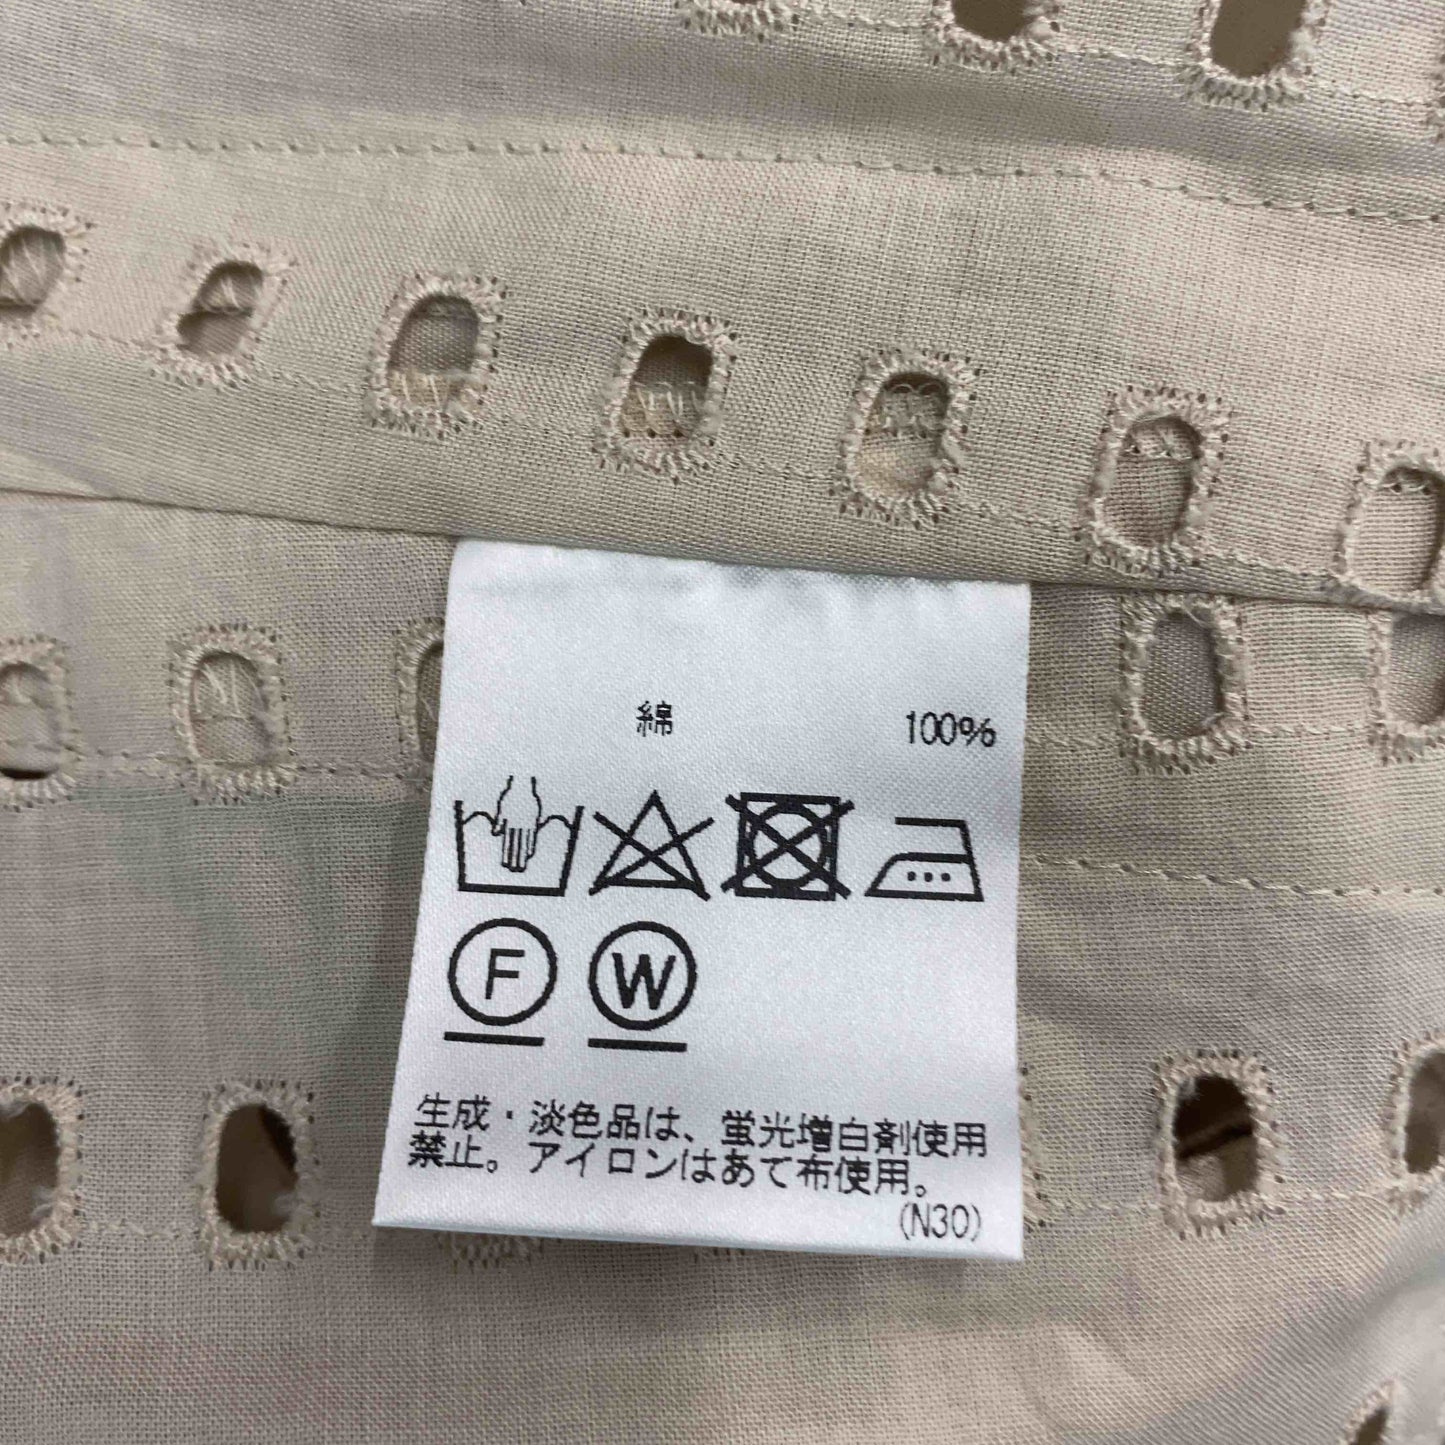 綿 100%
F W
生成・淡色品は、蛍光増白剤使用
禁止。アイロンはあて布使用。
(N30)